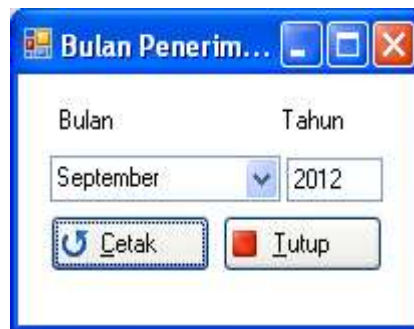 Bulan Penerim...
Bulan Tahun
September 2012
Cetak Tutup